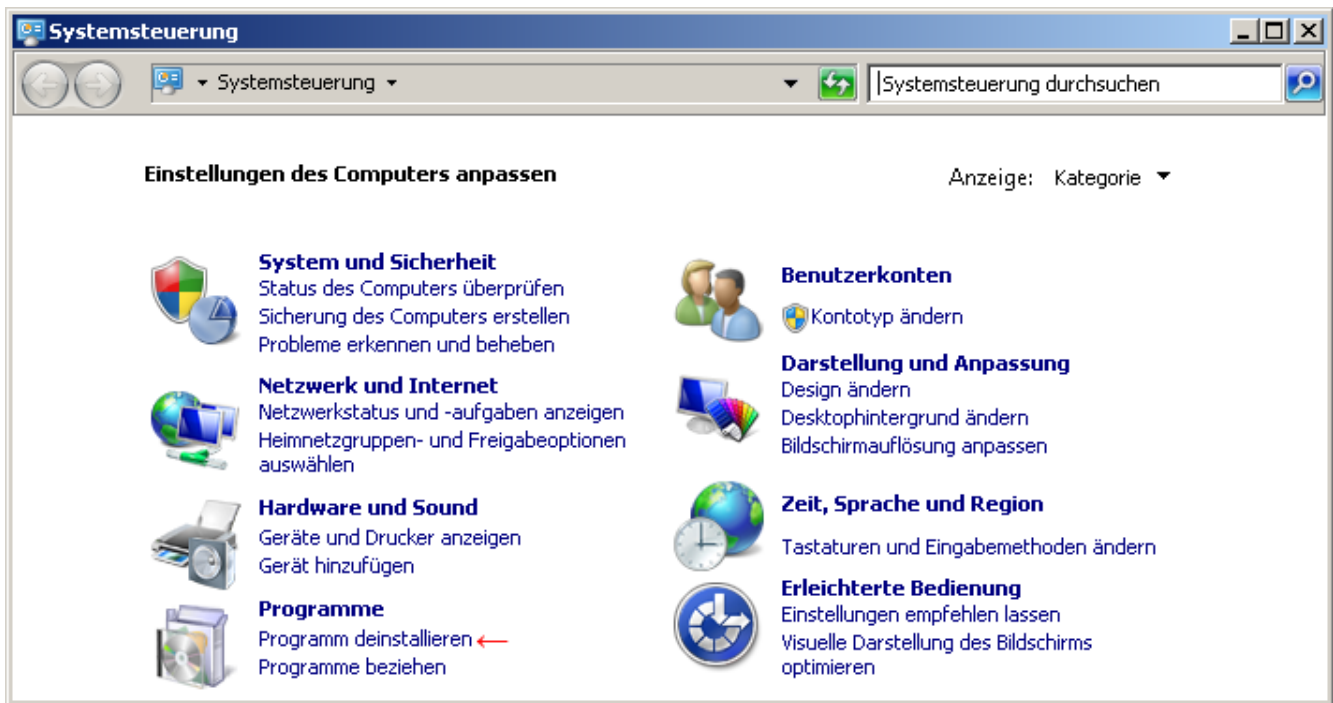 Systemsteuerung
Systemsteuerung
Systemsteuerung durchsuchen
Einstellungen des Computers anpassen
Anzeige: Kategorie
System und Sicherheit
Status des Computers überprüfen
Sicherung des Computers erstellen
Probleme erkennen und beheben
Netzwerk und Internet
Netzwerkstatus und -aufgaben anzeigen
Heimnetzgruppen- und Freigabeoptionen
auswählen
Hardware und Sound
Geräte und Drucker anzeigen
Gerät hinzufügen
Programme
Programm deinstallieren
Programme beziehen
Benutzerkonten
Kontotyp ändern
Darstellung und Anpassung
Design ändern
Desktophintergrund ändern
Bildschirmauflösung anpassen
Zeit, Sprache und Region
Tastaturen und Eingabemethoden ändern
Erleichterte Bedienung
Einstellungen empfehlen lassen
Visuelle Darstellung des Bildschirms
optimieren